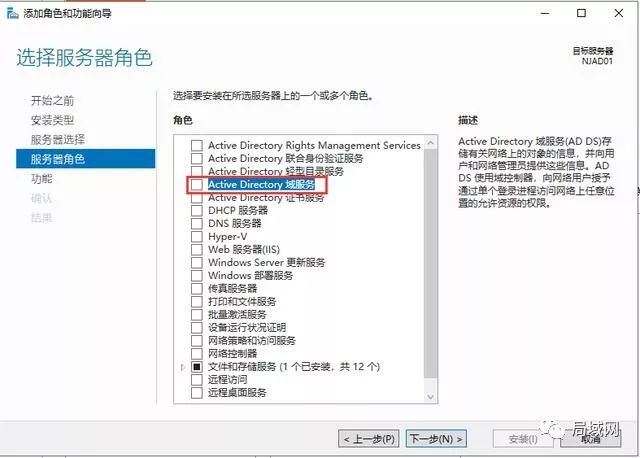 添加角色和功能向导
选择服务器角色
目标服务器
NJAD01
开始之前
安装类型
服务器选择
服务器角色
功能
确认
结果
选择要安装在所选服务器上的一个或多个角色。
角色
Active Directory Rights Management Services
Active Directory 联合身份验证服务
Active Directory 轻型目录服务
Active Directory 域服务
Active Directory 证书服务
DHCP 服务器
DNS 服务器
Hyper-V
Web 服务器(IIS)
Windows Server 更新服务
Windows 部署服务
传真服务器
打印和文件服务
批量激活服务
设备运行状况证明
网络策略和访问服务
网络控制器
文件和存储服务 (1 个已安装，共 12 个)
远程访问
远程桌面服务
描述
Active Directory 域服务(AD DS)存
储有关网络上的对象的信息，并向用
户和网络管理员提供这些信息。AD
DS 使用域控制器，向网络用户授予
通过单个登录进程访问网络上任意位
置的允许资源的权限。
< 上一步(P)
下一步(N) >
安装(I)
取消
局域网